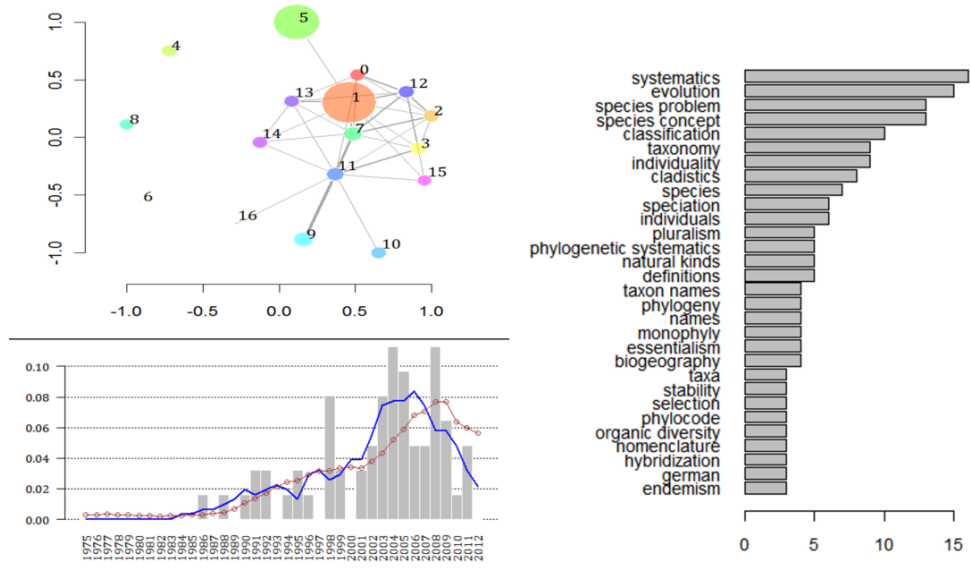 1.0
0.5
0.0
-0.5
-1.0
5
4
0
12
13
1
2
8
7
14
3
11
15
6
16
9
10
-1.0 -0.5 0.0 0.5 1.0
0.10
0.08
0.06
0.04
0.02
0.00
1975 1976 1977 1978 1979 1980 1981 1982 1983 1984 1985 1986 1987 1988 1989 1990 1991 1992 1993 1994 1995 1996 1997 1998 1999 2000 2001 2002 2003 2004 2005 2006 2007 2008 2009 2010 2011 2012
systematics
evolution
species problem
species concept
classification
taxonomy
individuality
cladistics
species
speciation
individuals
pluralism
phylogenetic systematics
natural kinds
definitions
taxon names
phylogeny
names
monophyly
essentialism
biogeography
taxa
stability
selection
phylocode
organic diversity
nomenclature
hybridization
german
endemism
0 5 10 15